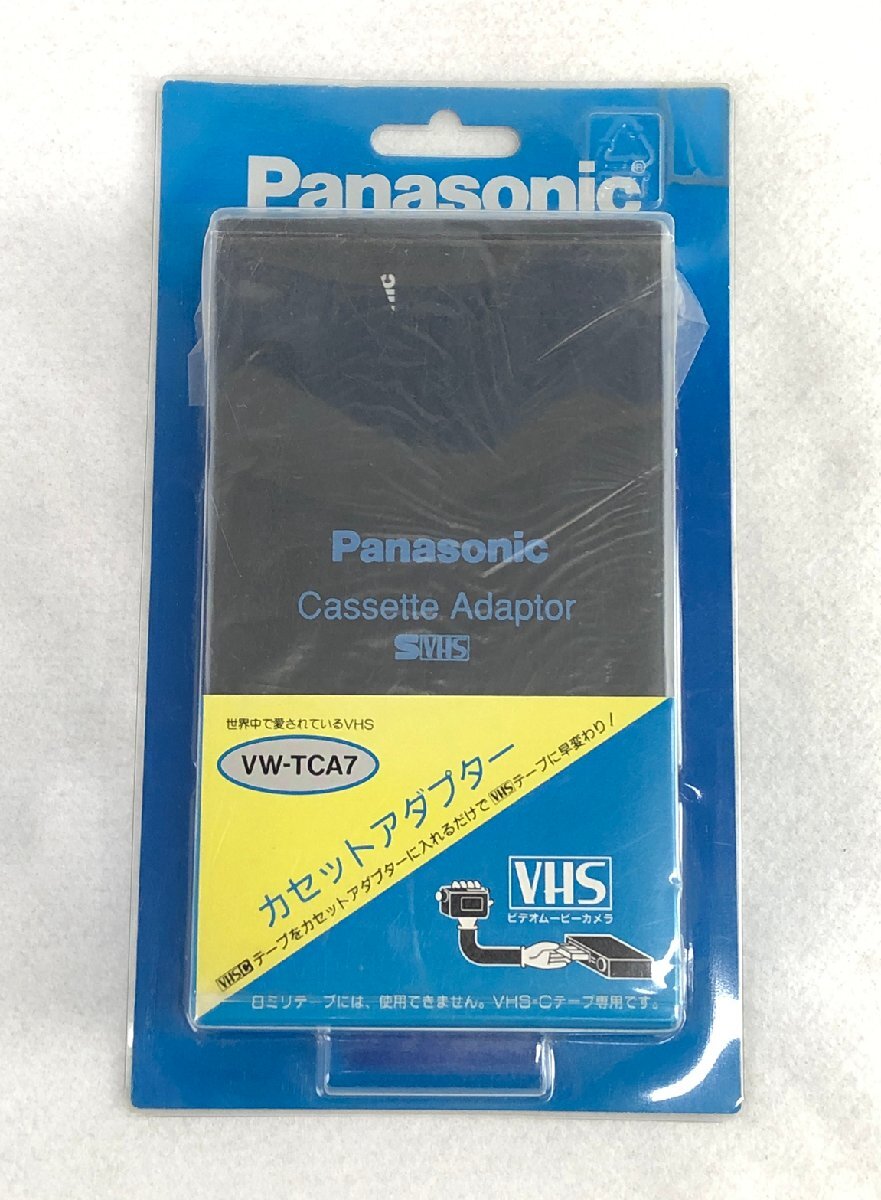 Panasonic®
nic
Panasonic
Cassette Adaptor
SVHS
世界中で愛されているVHS
VW-TCA7
カセットアダプター
VHSCテープをカセットアダプターに入れるだけでVHSテープに早変わり!
VHS
ビデオムービーカメラ
8ミリテープには、使用できません。VHS-Cテープ専用です。